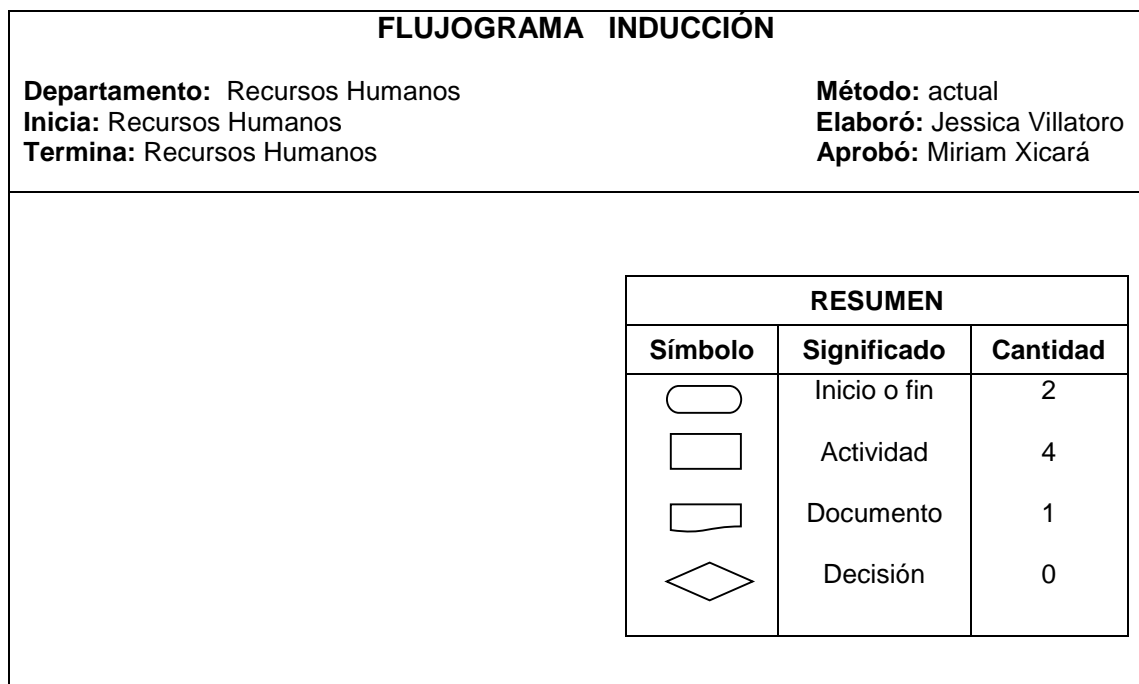 FLUJOGRAMA INDUCCIÓN
Departamento: Recursos Humanos
Inicia: Recursos Humanos
Termina: Recursos Humanos
Método: actual
Elaboró: Jessica Villatoro
Aprobó: Miriam Xicará
RESUMEN
Símbolo Significado Cantidad
Inicio o fin 2
Actividad 4
Documento 1
Decisión 0